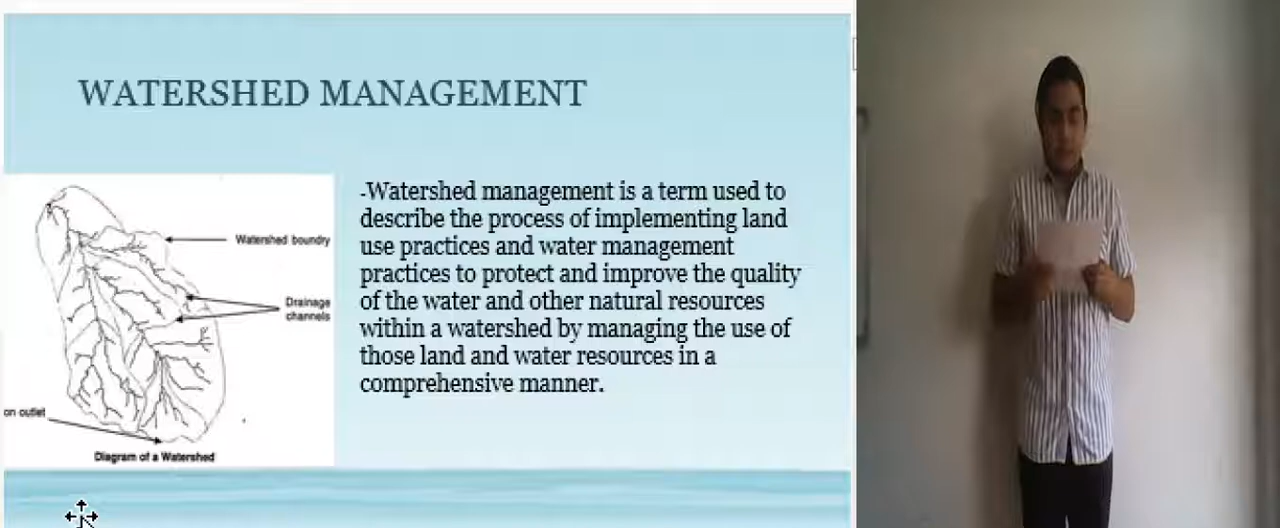 WATERSHED MANAGEMENT
-Watershed management is a term used to
describe the process of implementing land
use practices and water management
practices to protect and improve the quality
of the water and other natural resources
within a watershed by managing the use of
those land and water resources in a
comprehensive manner.
Watershed boundry
Drainage
channels
on outlet
Diagram of a Watershed